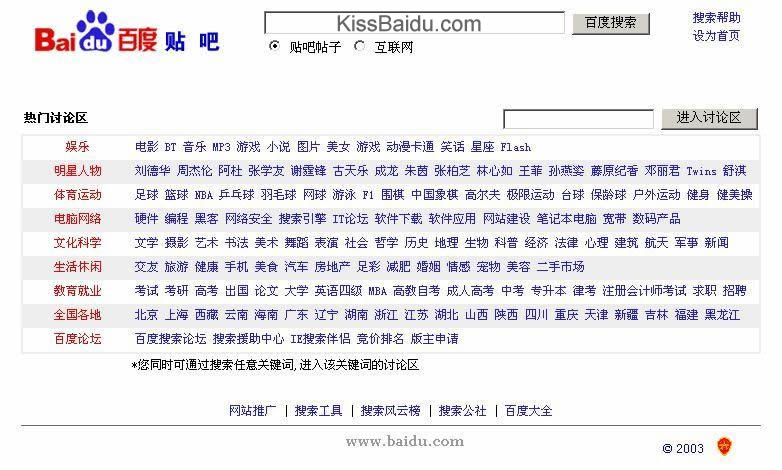 Bai du 百度 贴 吧
KissBaidu.com 百度搜索
搜索帮助
设为首页
贴吧帖子 互联网
热门讨论区 进入讨论区
娱乐 电影 BT 音乐 MP3 游戏 小说 图片 美女 游戏 动漫卡通 笑话 星座 Flash
明星人物 刘德华 周杰伦 阿杜 张学友 谢霆锋 古天乐 成龙 朱茵 张柏芝 林心如 王菲 孙燕姿 藤原纪香 邓丽君 Twins 舒淇
体育运动 足球 篮球 NBA 乒乓球 羽毛球 网球 游泳 F1 围棋 中国象棋 高尔夫 极限运动 台球 保龄球 户外运动 健身 健美操
电脑网络 硬件 编程 黑客 网络安全 搜索引擎 IT论坛 软件下载 软件应用 网站建设 笔记本电脑 宽带 数码产品
文化科学 文学 摄影 艺术 书法 美术 舞蹈 表演 社会 哲学 历史 地理 生物 科普 经济 法律 心理 建筑 航天 军事 新闻
生活休闲 交友 旅游 健康 手机 美食 汽车 房地产 足彩 减肥 婚姻 情感 宠物 美容 二手市场
教育就业 考试 考研 高考 出国 论文 大学 英语四级 MBA 高教自考 成人高考 中考 专升本 律考 注册会计师考试 求职 招聘
全国各地 北京 上海 西藏 云南 海南 广东 辽宁 湖南 浙江 江苏 湖北 山西 陕西 四川 重庆 天津 新疆 吉林 福建 黑龙江
百度论坛 百度搜索论坛 搜索援助中心 IE搜索伴侣 竞价排名 版主申请
*您同时可通过搜索任意关键词,进入该关键词的讨论区
网站推广 | 搜索工具 | 搜索风云榜 | 搜索公社 | 百度大全
www.baidu.com
© 2003